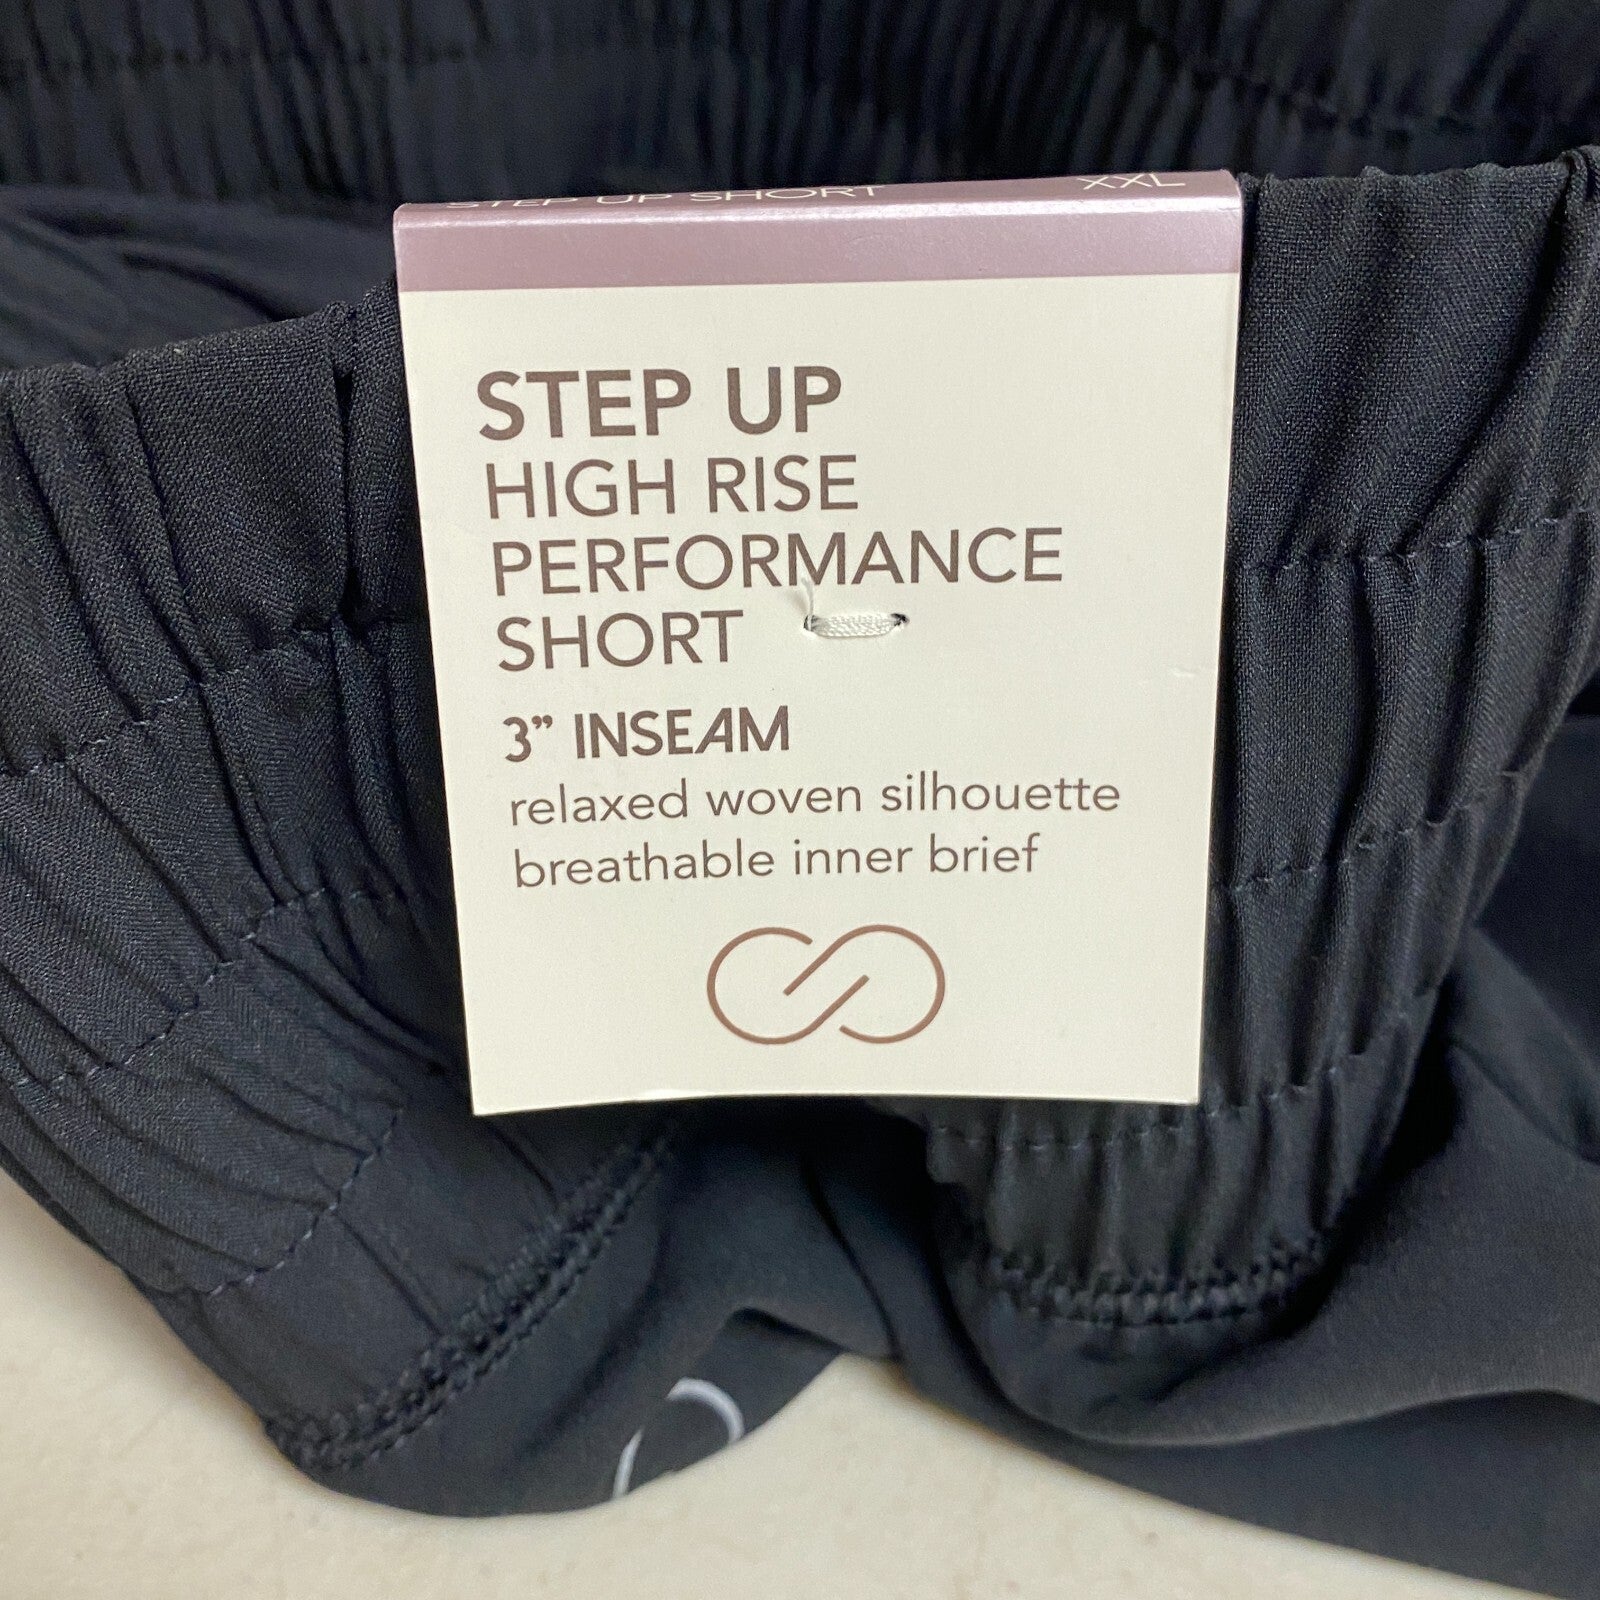 STEP UP SHORT XXL
STEP UP
HIGH RISE
PERFORMANCE
SHORT
3” INSEAM
relaxed woven silhouette
breathable inner brief